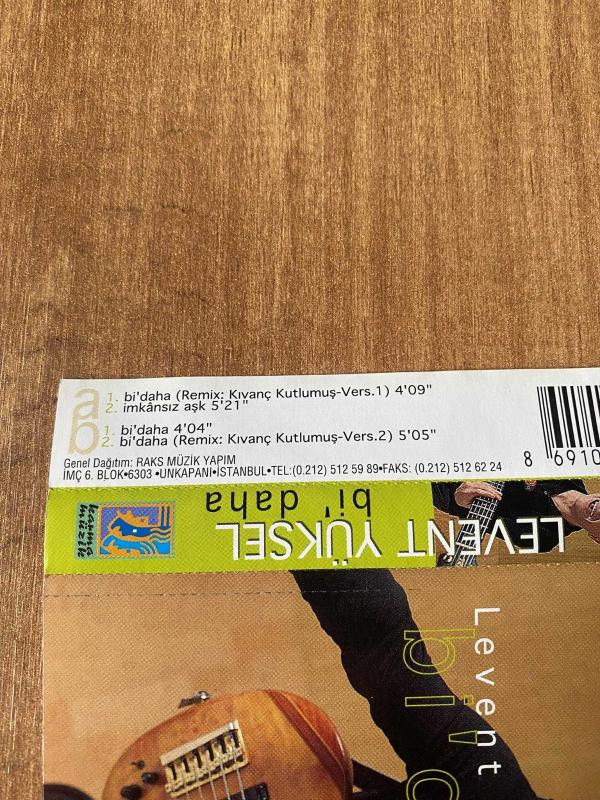 a
1. bi'daha (Remix: Kıvanç Kutlumuş-Vers.1) 4'09"
2. imkânsız aşk 5'21"
b
1. bi'daha 4'04"
2. bi'daha (Remix: Kıvanç Kutlumuş-Vers.2) 5'05"
Genel Dağıtım: RAKS MÜZİK YAPIM
İMÇ 6. BLOK•6303 •UNKAPANI•İSTANBUL•TEL:(0.212) 512 59 89•FAKS: (0.212) 512 62 24
8 6910
LEVENT YÜKSEL
bi' daha
karma
müzik
Levent
bi'd